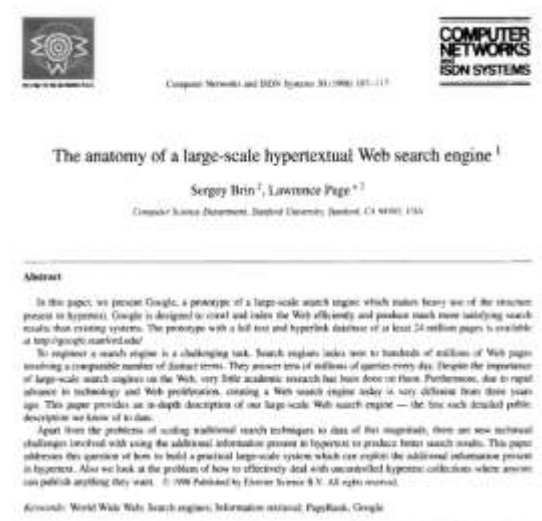 COMPUTER
NETWORKS
and
ISDN SYSTEMS
Computer Networks and ISDN Systems 30 (1998) 107-117
The anatomy of a large-scale hypertextual Web search engine 1
Sergey Brin 2, Lawrence Page *,2
Computer Science Department, Stanford University, Stanford, CA 94305, USA
Abstract
In this paper, we present Google, a prototype of a large-scale search engine which makes heavy use of the structure
present in hypertext. Google is designed to crawl and index the Web efficiently and produce much more satisfying search
results than existing systems. The prototype with a full text and hyperlink database of at least 24 million pages is available
at http://google.stanford.edu/
To engineer a search engine is a challenging task. Search engines index tens to hundreds of millions of Web pages
involving a comparable number of distinct terms. They answer tens of millions of queries every day. Despite the importance
of large-scale search engines on the Web, very little academic research has been done on them. Furthermore, due to rapid
advance in technology and Web proliferation, creating a Web search engine today is very different from three years
ago. This paper provides an in-depth description of our large-scale Web search engine — the first such detailed public
description we know of to date.
Apart from the problems of scaling traditional search techniques to data of this magnitude, there are new technical
challenges involved with using the additional information present in hypertext to produce better search results. This paper
addresses this question of how to build a practical large-scale system which can exploit the additional information present
in hypertext. Also we look at the problem of how to effectively deal with uncontrolled hypertext collections where anyone
can publish anything they want. © 1998 Published by Elsevier Science B.V. All rights reserved.
Keywords: World Wide Web; Search engines; Information retrieval; PageRank; Google